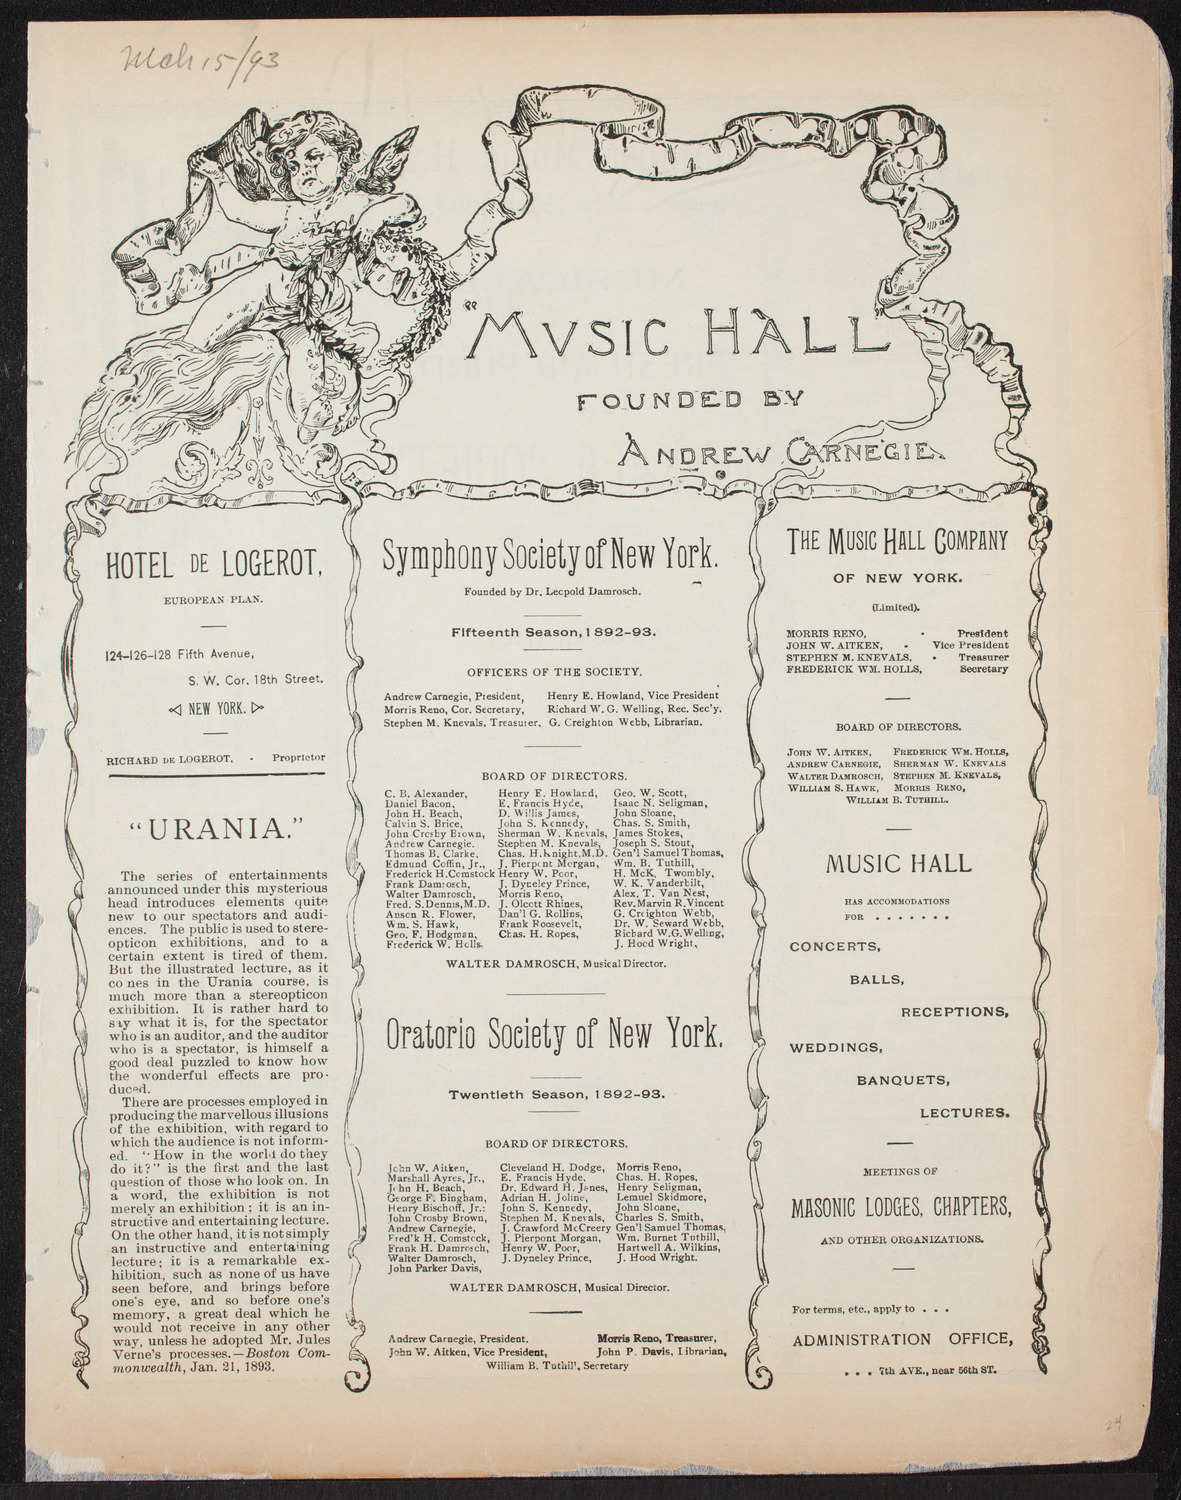 Mch 15/93
"MVSIC HALL"
FOUNDED BY
ANDREW CARNEGIE.
HOTEL DE LOGEROT,
EUROPEAN PLAN.
124-126-128 Fifth Avenue,
S. W. Cor. 18th Street.
NEW YORK.
RICHARD DE LOGEROT, - Proprietor
"URANIA."
The series of entertainments
announced under this mysterious
head introduces elements quite
new to our spectators and audi-
ences. The public is used to stere-
opticon exhibitions, and to a
certain extent is tired of them.
But the illustrated lecture, as it
co nes in the Urania course, is
much more than a stereopticon
exhibition. It is rather hard to
say what it is, for the spectator
who is an auditor, and the auditor
who is a spectator, is himself a
good deal puzzled to know how
the wonderful effects are pro-
duced.
There are processes employed in
producing the marvellous illusions
of the exhibition, with regard to
which the audience is not inform-
ed. "How in the world do they
do it?" is the first and the last
question of those who look on. In
a word, the exhibition is not
merely an exhibition; it is an in-
structive and entertaining lecture.
On the other hand, it is not simply
an instructive and entertaining
lecture; it is a remarkable ex-
hibition, such as none of us have
seen before, and brings before
one's eye, and so before one's
memory, a great deal which he
would not receive in any other
way, unless he adopted Mr. Jules
Verne's processes.—Boston Com-
monwealth, Jan. 21, 1893.
Symphony Society of New York.
Founded by Dr. Leopold Damrosch.
Fifteenth Season, 1892-93.
OFFICERS OF THE SOCIETY.
Andrew Carnegie, President, Henry E. Howland, Vice President
Morris Reno, Cor. Secretary, Richard W. G. Welling, Rec. Sec'y.
Stephen M. Knevals, Treasurer, G. Creighton Webb, Librarian.
BOARD OF DIRECTORS.
C. B. Alexander, Henry E. Howland, Geo. W. Scott,
Daniel Bacon, E. Francis Hyde, Isaac N. Seligman,
John H. Beach, D. Willis James, John Sloane,
Calvin S. Brice, John S. Kennedy, Chas. S. Smith,
John Crosby Brown, Sherman W. Knevals, James Stokes,
Andrew Carnegie, Stephen M. Knevals, Joseph S. Stout,
Thomas B. Clarke, Chas. H. Knight, M.D. Gen'l Samuel Thomas,
Edmund Coffin, Jr., J. Pierpont Morgan, Wm. B. Tuthill,
Frederick H. Comstock Henry W. Poor, H. McK. Twombly,
Frank Damrosch, J. Dyneley Prince, W. K. Vanderbilt,
Walter Damrosch, Morris Reno, Alex. T. Van Nest,
Fred. S. Dennis, M.D. J. Olcott Rhines, Rev. Marvin R. Vincent
Anson R. Flower, Dan'l G. Rollins, G. Creighton Webb,
Wm. S. Hawk, Frank Roosevelt, Dr. W. Seward Webb,
Geo. F. Hodgman, Chas. H. Ropes, Richard W.G. Welling,
Frederick W. Holls. J. Hood Wright,
WALTER DAMROSCH, Musical Director.
Oratorio Society of New York.
Twentieth Season, 1892-93.
BOARD OF DIRECTORS.
John W. Aitken, Cleveland H. Dodge, Morris Reno,
Marshall Ayres, Jr., E. Francis Hyde, Chas. H. Ropes,
John H. Beach, Dr. Edward H. Janes, Henry Seligman,
George F. Bingham, Adrian H. Joline, Lemuel Skidmore,
Henry Bischoff, Jr.: John S. Kennedy, John Sloane,
John Crosby Brown, Stephen M. Knevals, Charles S. Smith,
Andrew Carnegie, J. Crawford McCreery Gen'l Samuel Thomas,
Fred'k H. Comstock, J. Pierpont Morgan, Wm. Burnet Tuthill,
Frank H. Damrosch, Henry W. Poor, Hartwell A. Wilkins,
Walter Damrosch, J. Dyneley Prince, J. Hood Wright.
John Parker Davis,
WALTER DAMROSCH, Musical Director.
Andrew Carnegie, President, Morris Reno, Treasurer,
John W. Aitken, Vice President, John P. Davis, Librarian,
William B. Tuthill, Secretary
THE MUSIC HALL COMPANY
OF NEW YORK.
(Limited).
MORRIS RENO, President
JOHN W. AITKEN, Vice President
STEPHEN M. KNEVALS, Treasurer
FREDERICK WM. HOLLS, Secretary
BOARD OF DIRECTORS.
JOHN W. AITKEN, FREDERICK WM. HOLLS,
ANDREW CARNEGIE, SHERMAN W. KNEVALS
WALTER DAMROSCH, STEPHEN M. KNEVALS,
WILLIAM S. HAWK, MORRIS RENO,
WILLIAM B. TUTHILL.
MUSIC HALL
HAS ACCOMMODATIONS
FOR . . . . . . .
CONCERTS,
BALLS,
RECEPTIONS,
WEDDINGS,
BANQUETS,
LECTURES.
MEETINGS OF
MASONIC LODGES, CHAPTERS,
AND OTHER ORGANIZATIONS.
For terms, etc., apply to . . .
ADMINISTRATION OFFICE,
. . . 7th AVE., near 56th ST.
24